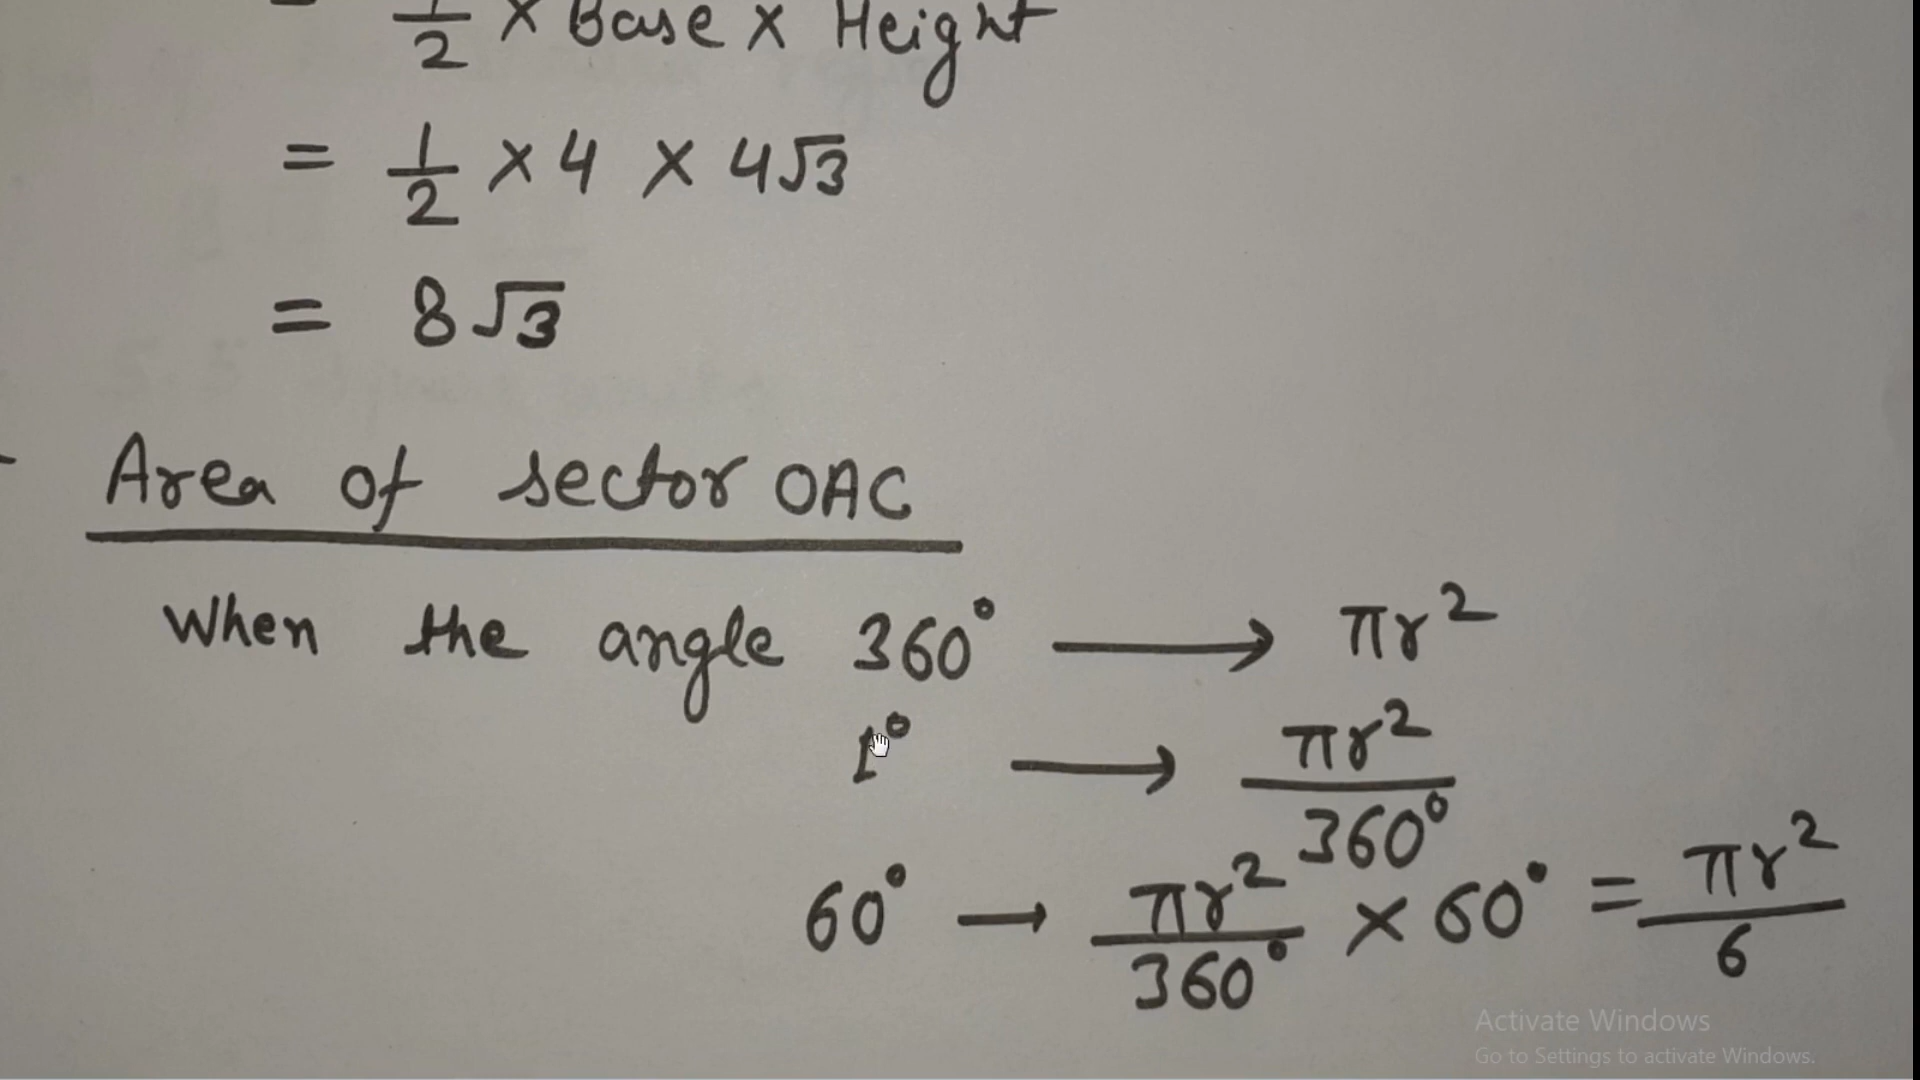 = 1/2 × Base × Height
= 1/2 × 4 × 4√3
= 8√3
Area of sector OAC
When the angle 360° → πr²
1° → πr²/360°
60° → πr²/360° × 60° = πr²/6
Activate Windows
Go to Settings to activate Windows.